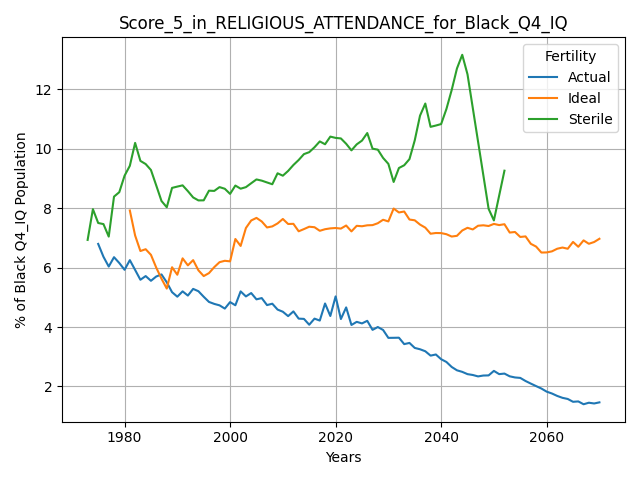 Score_5_in_RELIGIOUS_ATTENDANCE_for_Black_Q4_IQ
Fertility
Actual
Ideal
Sterile
% of Black Q4_IQ Population
12
10
8
6
4
2
1980
2000
2020
2040
2060
Years